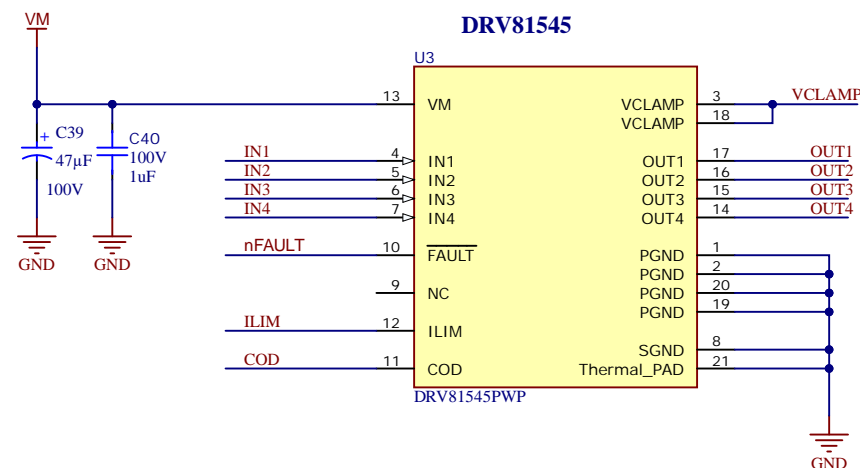 DRV81545
VM
U3
13 VM
VCLAMP 3 VCLAMP
VCLAMP 18
+ C39
47µF
100V
C40
100V
1uF
GND
GND
IN1 4 IN1
IN2 5 IN2
IN3 6 IN3
IN4 7 IN4
OUT1 17 OUT1
OUT2 16 OUT2
OUT3 15 OUT3
OUT4 14 OUT4
nFAULT 10 FAULT
9 NC
ILIM 12 ILIM
COD 11 COD
PGND 1
PGND 2
PGND 20
PGND 19
SGND 8
Thermal_PAD 21
DRV81545PWP
GND